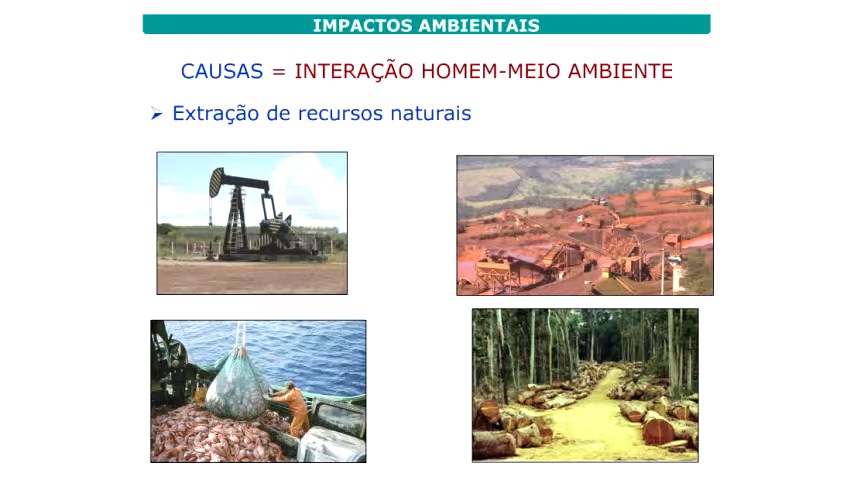 IMPACTOS AMBIENTAIS
CAUSAS = INTERAÇÃO HOMEM-MEIO AMBIENTE
Extração de recursos naturais